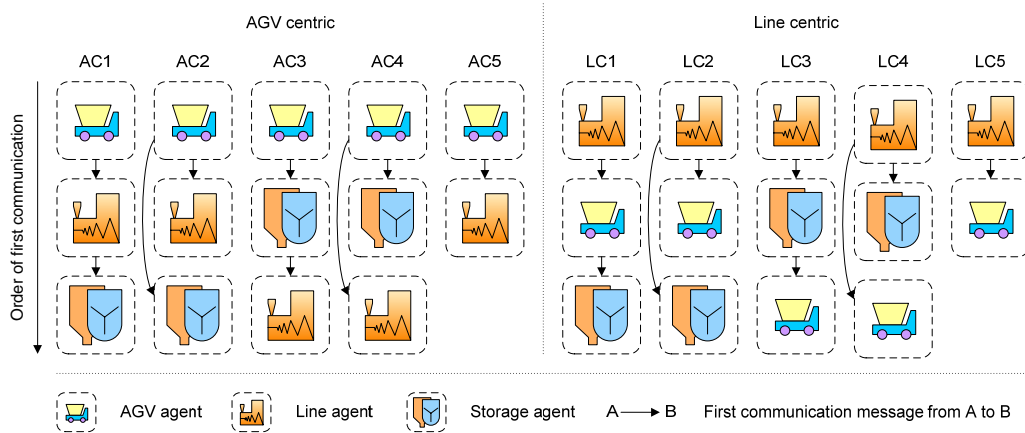 AGV centric
Line centric
AC1 AC2 AC3 AC4 AC5 LC1 LC2 LC3 LC4 LC5
Order of first communication
AGV agent Line agent Storage agent A B First communication message from A to B